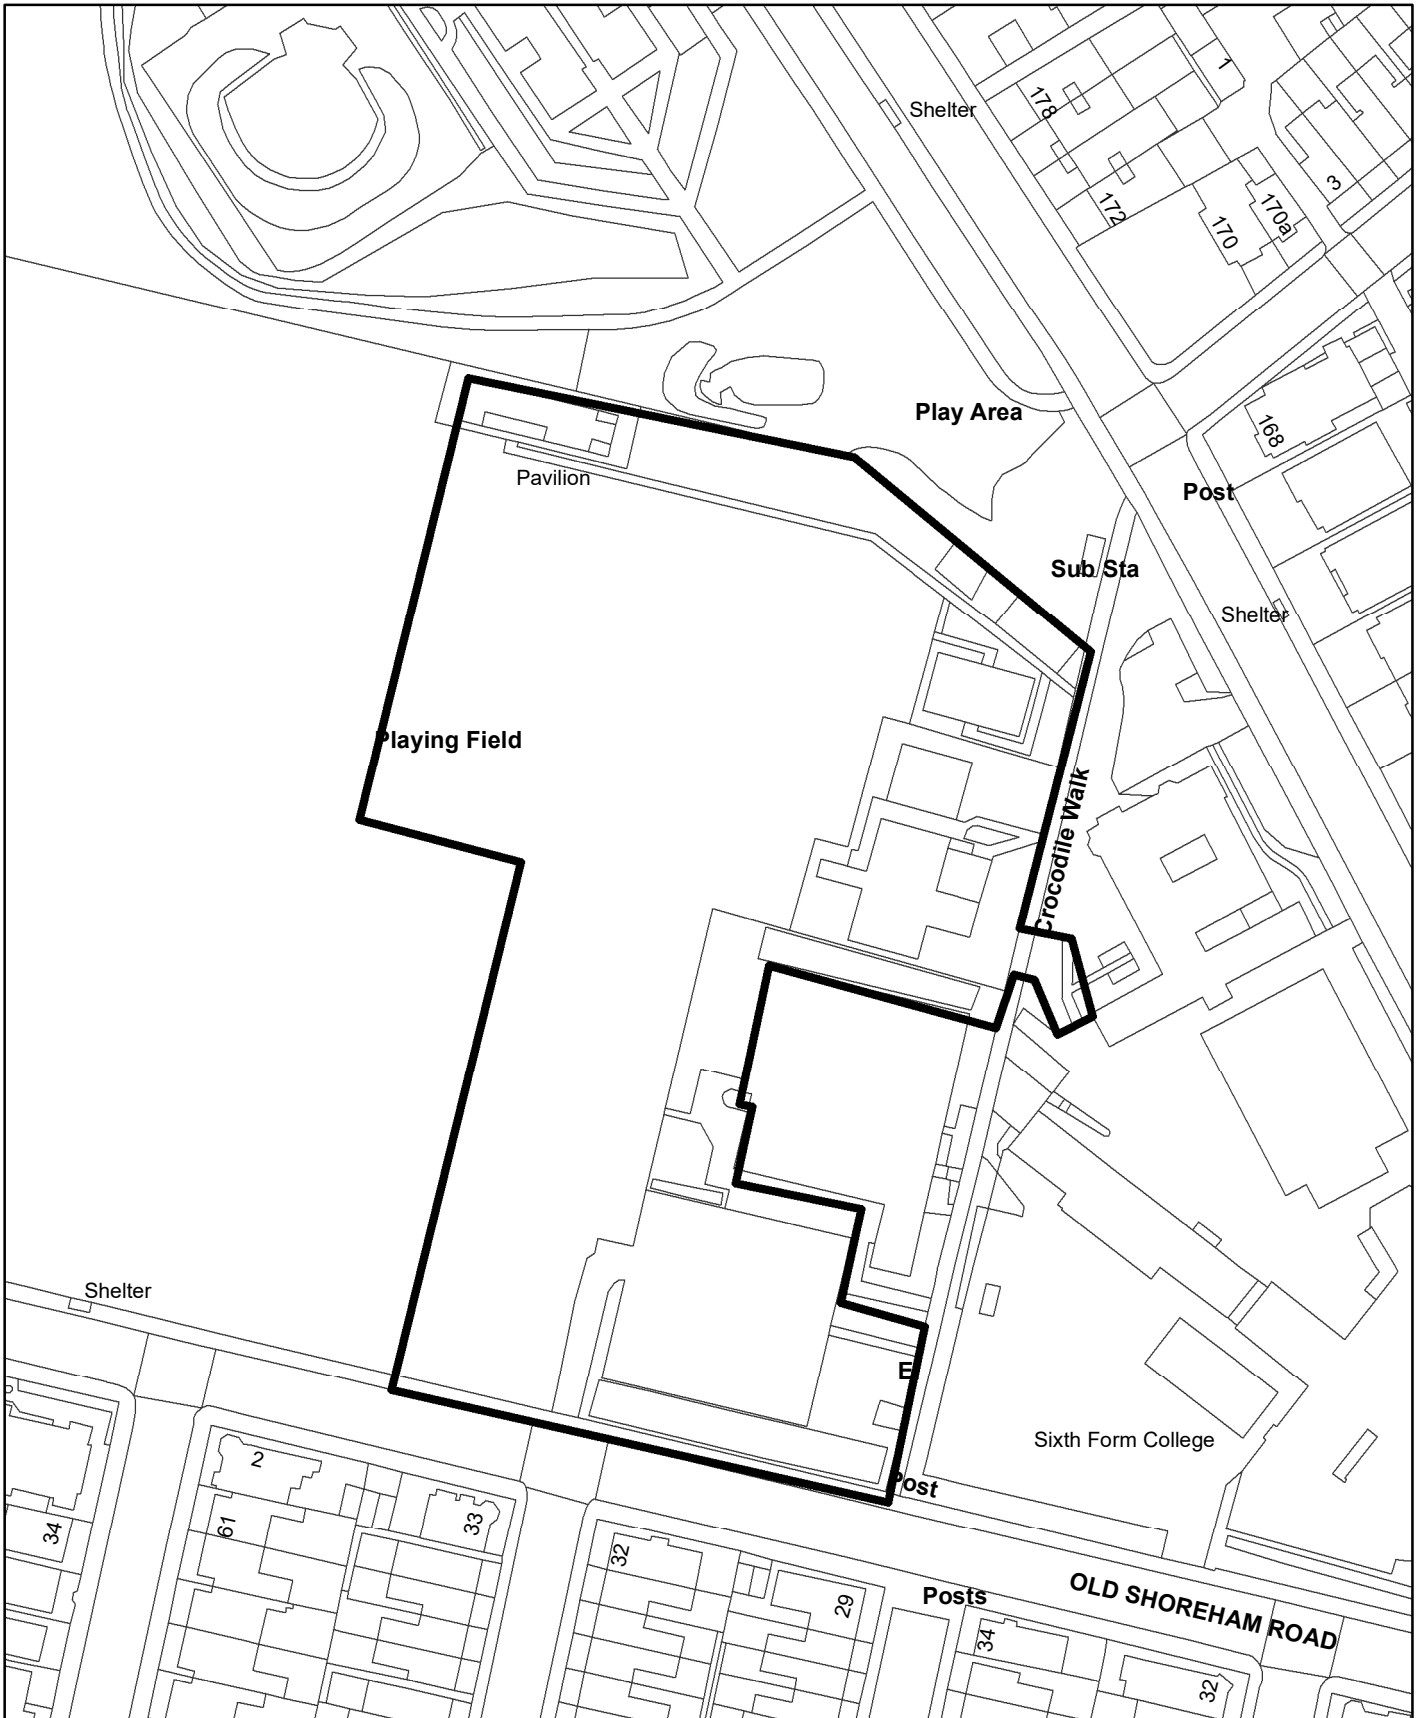 Shelter
1
178
172
170
170a
3
Play Area
168
Post
Pavilion
Sub Sta
Shelter
Playing Field
Crocodile Walk
Shelter
E
Sixth Form College
Post
2
61
33
34
32
29
Posts
OLD SHOREHAM ROAD
34
32